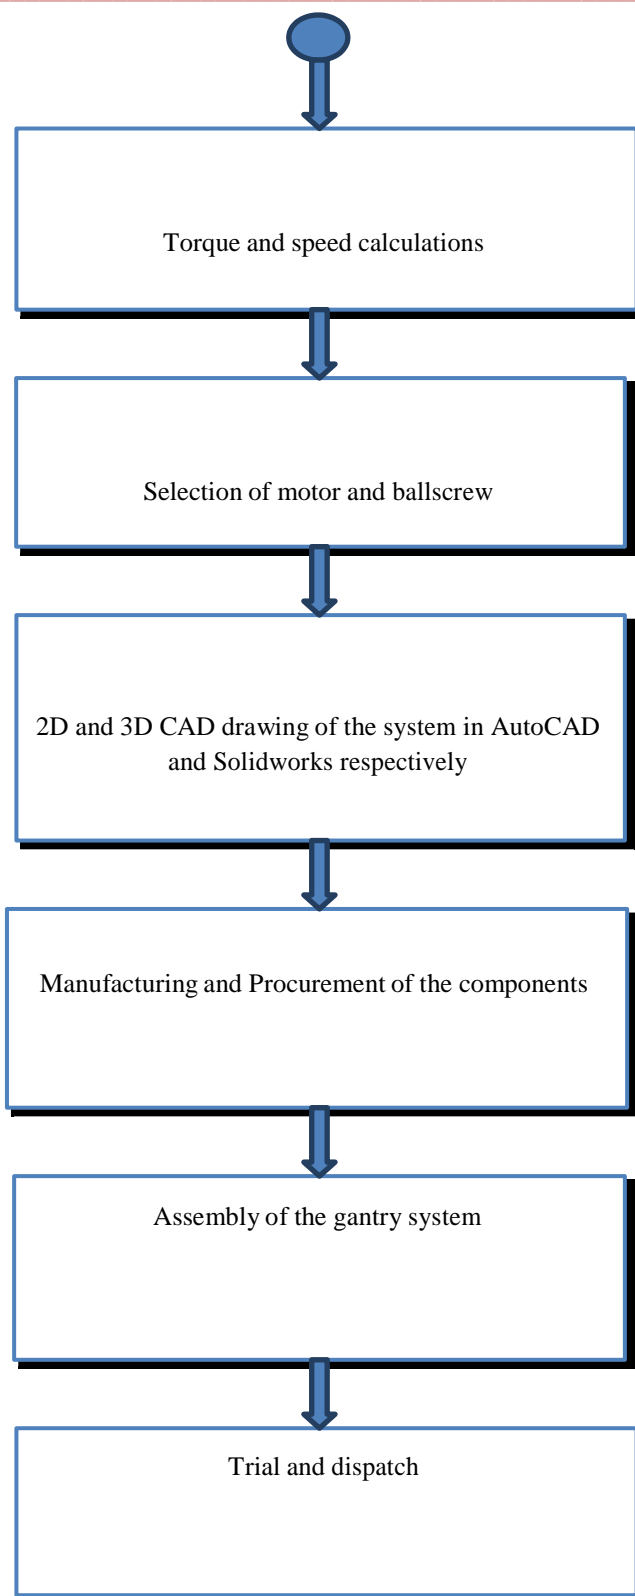 Torque and speed calculations
Selection of motor and ballscrew
2D and 3D CAD drawing of the system in AutoCAD
and Solidworks respectively
Manufacturing and Procurement of the components
Assembly of the gantry system
Trial and dispatch